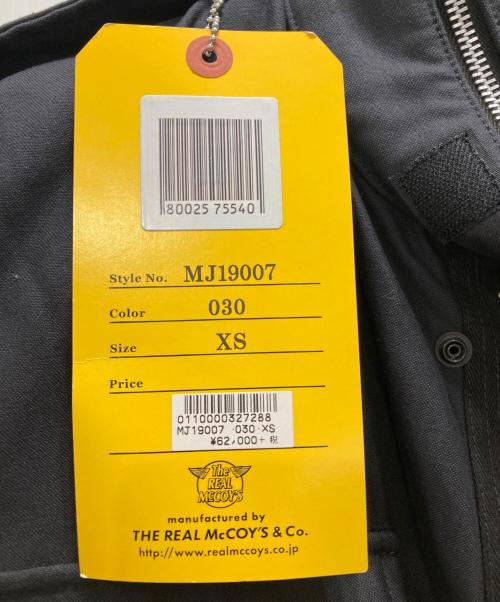 80025 75540
Style No. MJ19007
Color 030
Size XS
Price
0110000327288
MJ19007 030 XS
¥62,000+税
The
REAL
McCOY'S
manufactured by
THE REAL McCOY'S & Co.
http://www.realmccoys.co.jp